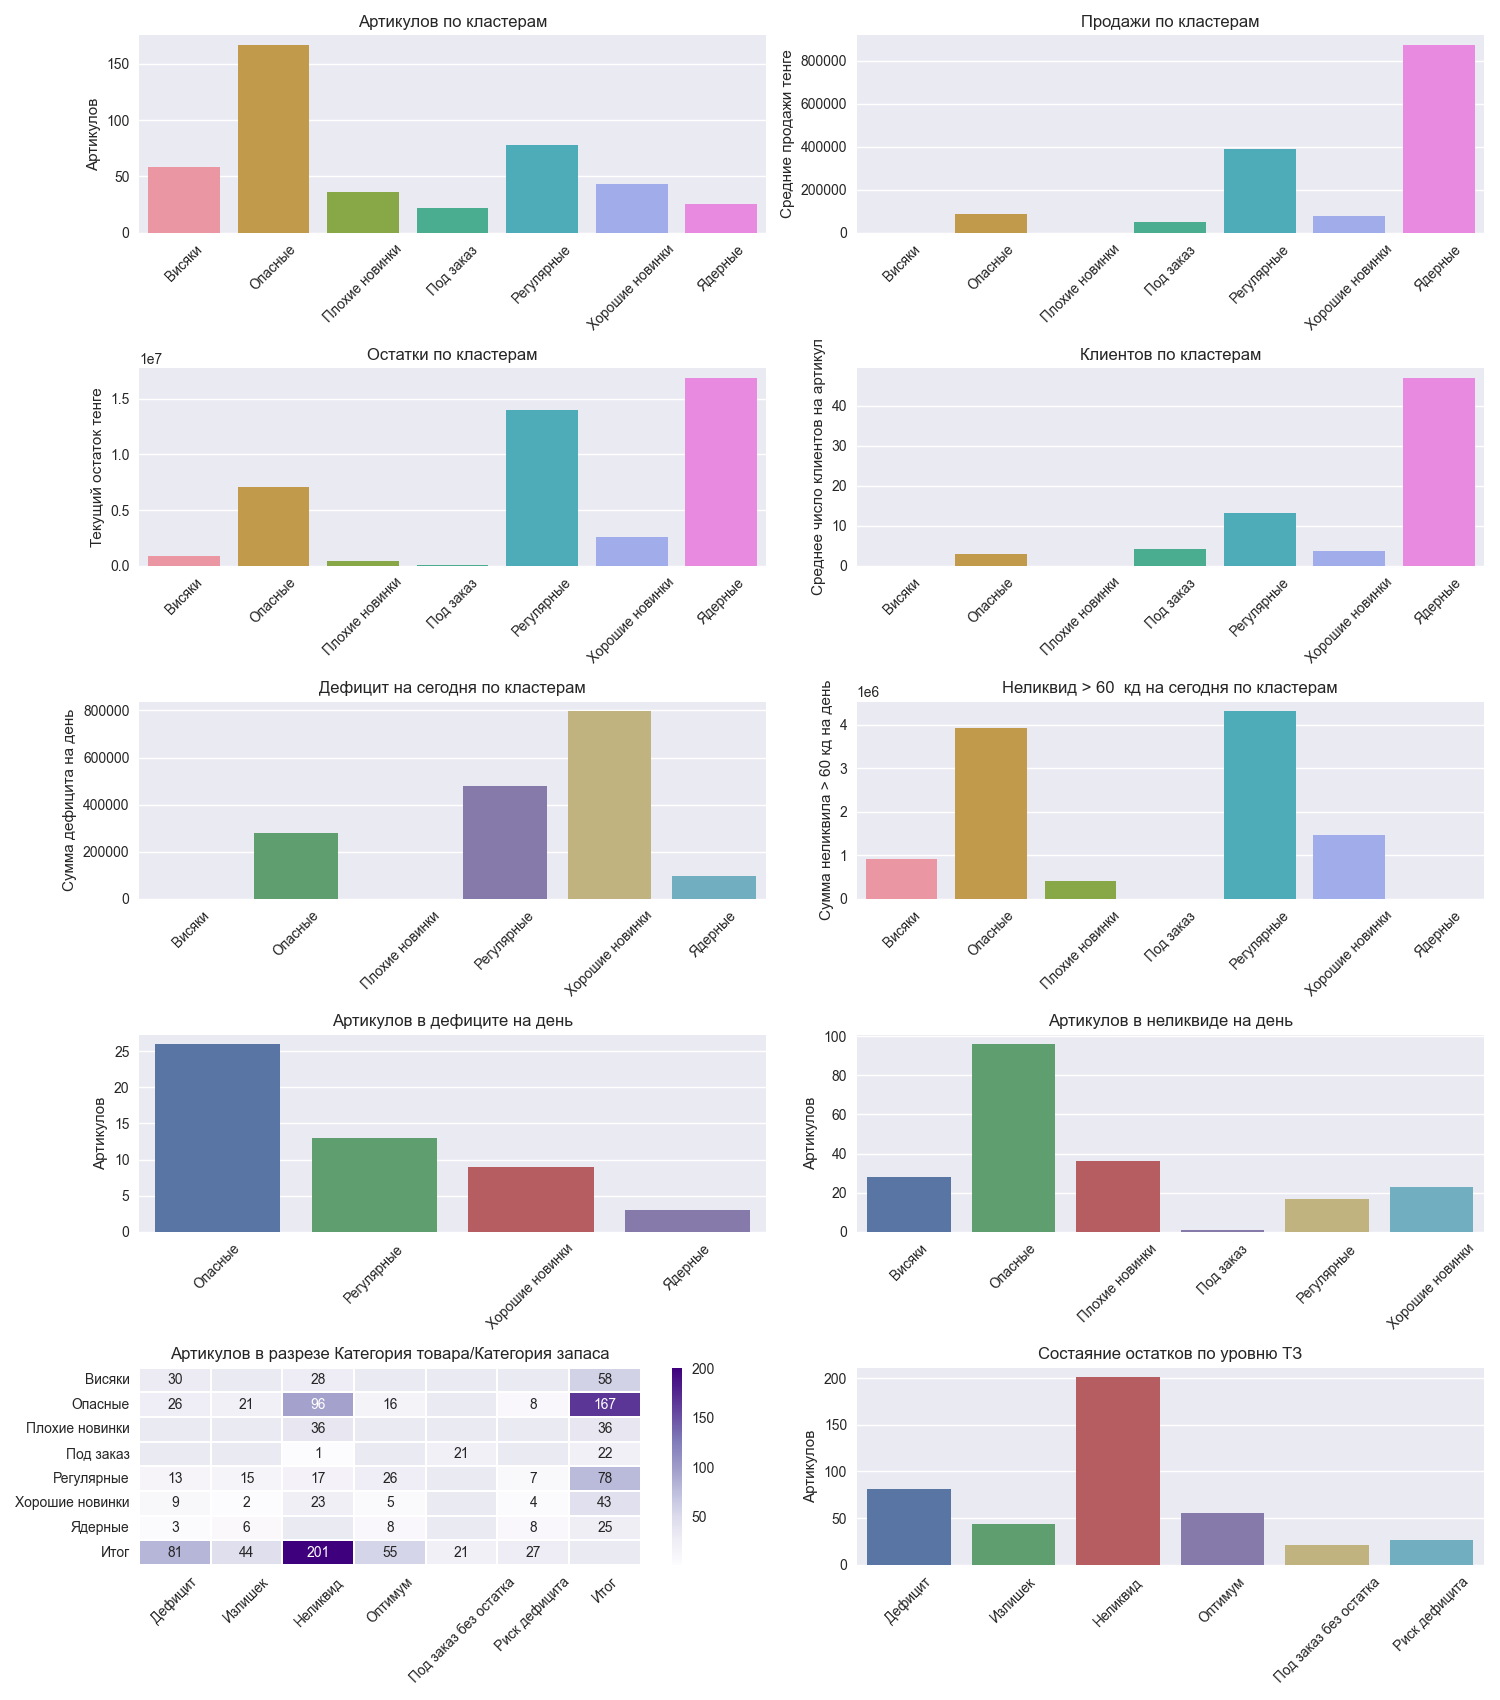 Артикулов по кластерам
Артикулов
150
100
50
0
Висяки
Опасные
Плохие новинки
Под заказ
Регулярные
Хорошие новинки
Ядерные
Продажи по кластерам
Средние продажи тенге
800000
600000
400000
200000
0
Висяки
Опасные
Плохие новинки
Под заказ
Регулярные
Хорошие новинки
Ядерные
Остатки по кластерам
1e7
Текущий остаток тенге
1.5
1.0
0.5
0.0
Висяки
Опасные
Плохие новинки
Под заказ
Регулярные
Хорошие новинки
Ядерные
Клиентов по кластерам
Среднее число клиентов на артикул
40
30
20
10
0
Висяки
Опасные
Плохие новинки
Под заказ
Регулярные
Хорошие новинки
Ядерные
Дефицит на сегодня по кластерам
Сумма дефицита на день
800000
600000
400000
200000
0
Висяки
Опасные
Плохие новинки
Регулярные
Хорошие новинки
Ядерные
Неликвид > 60  кд на сегодня по кластерам
1e6
Сумма неликвила > 60 кд на день
4
3
2
1
0
Висяки
Опасные
Плохие новинки
Под заказ
Регулярные
Хорошие новинки
Ядерные
Артикулов в дефиците на день
Артикулов
25
20
15
10
5
0
Опасные
Регулярные
Хорошие новинки
Ядерные
Артикулов в неликвиде на день
Артикулов
100
80
60
40
20
0
Висяки
Опасные
Плохие новинки
Под заказ
Регулярные
Хорошие новинки
Артикулов в разрезе Категория товара/Категория запаса
Висяки 30 28 58
Опасные 26 21 96 16 8 167
Плохие новинки 36 36
Под заказ 1 21 22
Регулярные 13 15 17 26 7 78
Хорошие новинки 9 2 23 5 4 43
Ядерные 3 6 8 8 25
Итог 81 44 201 55 21 27
Дефицит
Излишек
Неликвид
Оптимум
Под заказ без остатка
Риск дефицита
Итог
200
150
100
50
Состаяние остатков по уровню ТЗ
Артикулов
200
150
100
50
0
Дефицит
Излишек
Неликвид
Оптимум
Под заказ без остатка
Риск дефицита